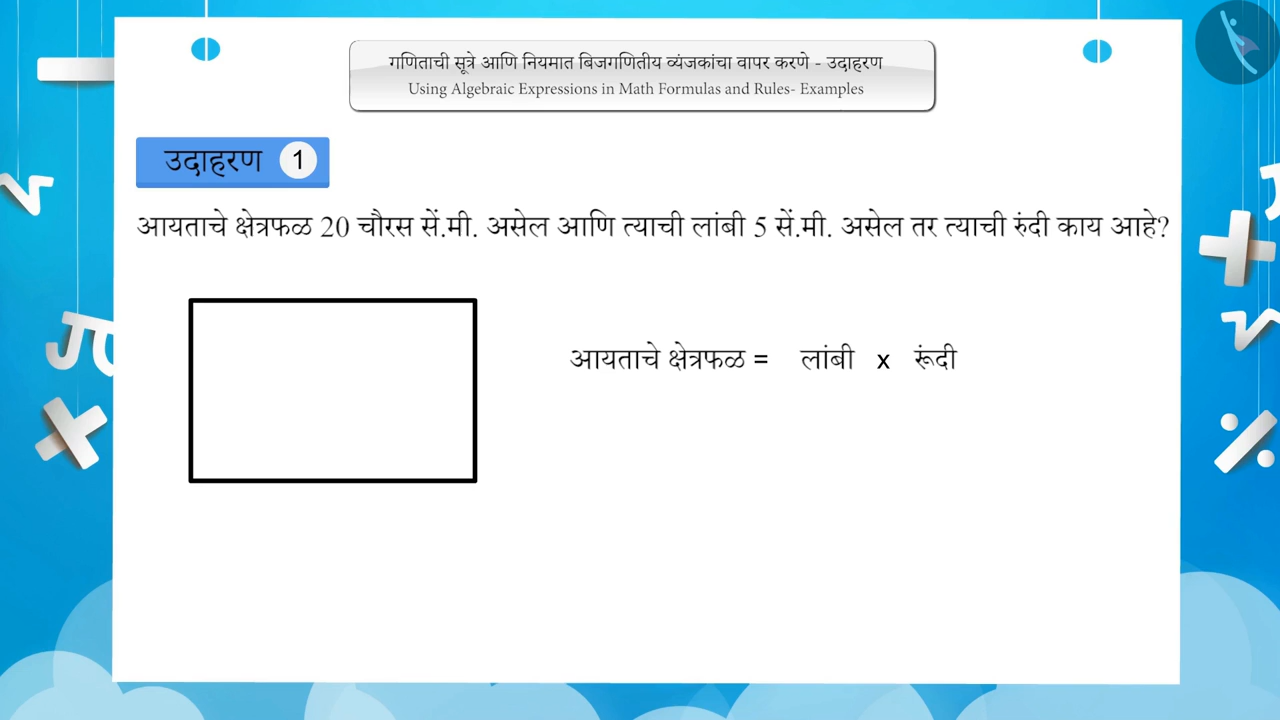 गणिताची सूत्रे आणि नियमात बिजगणितीय व्यंजकांचा वापर करणे - उदाहरण
Using Algebraic Expressions in Math Formulas and Rules- Examples
उदाहरण 1
आयताचे क्षेत्रफळ 20 चौरस सें.मी. असेल आणि त्याची लांबी 5 सें.मी. असेल तर त्याची रुंदी काय आहे?
आयताचे क्षेत्रफळ = लांबी x रूंदी